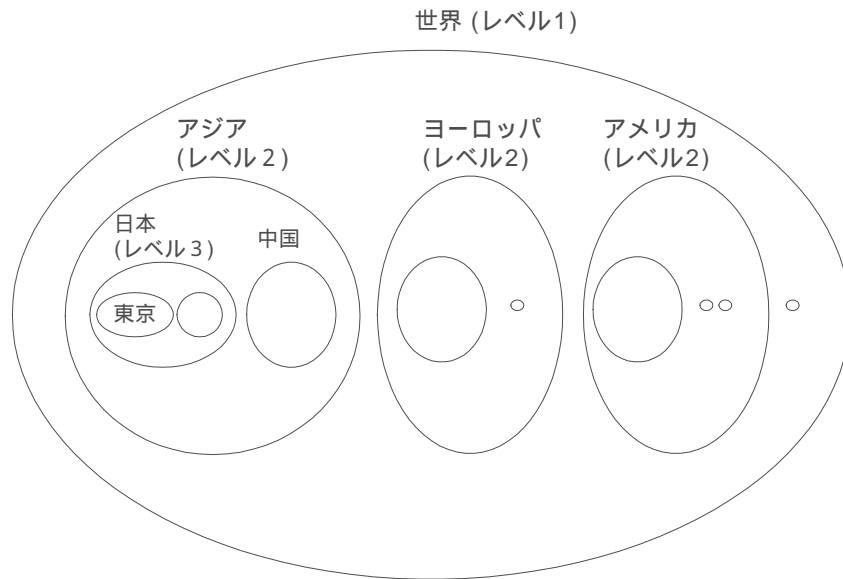 世界 (レベル1)
アジア
(レベル２)
ヨーロッパ
(レベル2)
アメリカ
(レベル2)
日本
(レベル３)
中国
東京